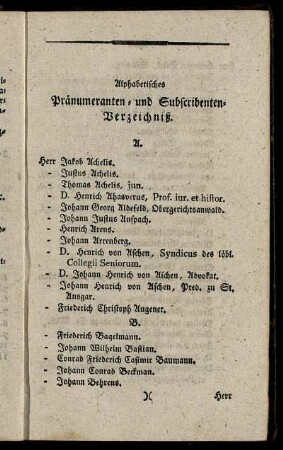 Alphabetisches
Pränumeranten- und Subscribenten-
Verzeichniß.
A.
Herr Jakob Achelis.
- Justus Achelis.
- Thomas Achelis, jun.
- D. Henrich Ahasverus, Prof. iur. et histor.
- Johann Georg Aldefeld, Obergerichtsanwald.
- Johann Justus Anspach.
- Henrich Arens.
- Johann Arrenberg.
- D. Henrich von Aschen, Syndicus des löbl.
Collegii Seniorum.
- D. Johann Henrich von Aschen, Advokat.
- Johann Henrich von Aschen, Pred. zu St.
Ansgar.
- Friederich Christoph Augener.
B.
- Friederich Bagelmann.
- Johann Wilhelm Bastian.
- Conrad Friederich Casimir Baumann.
- Johann Conrad Beckman.
- Johann Behrens.
)( Herr